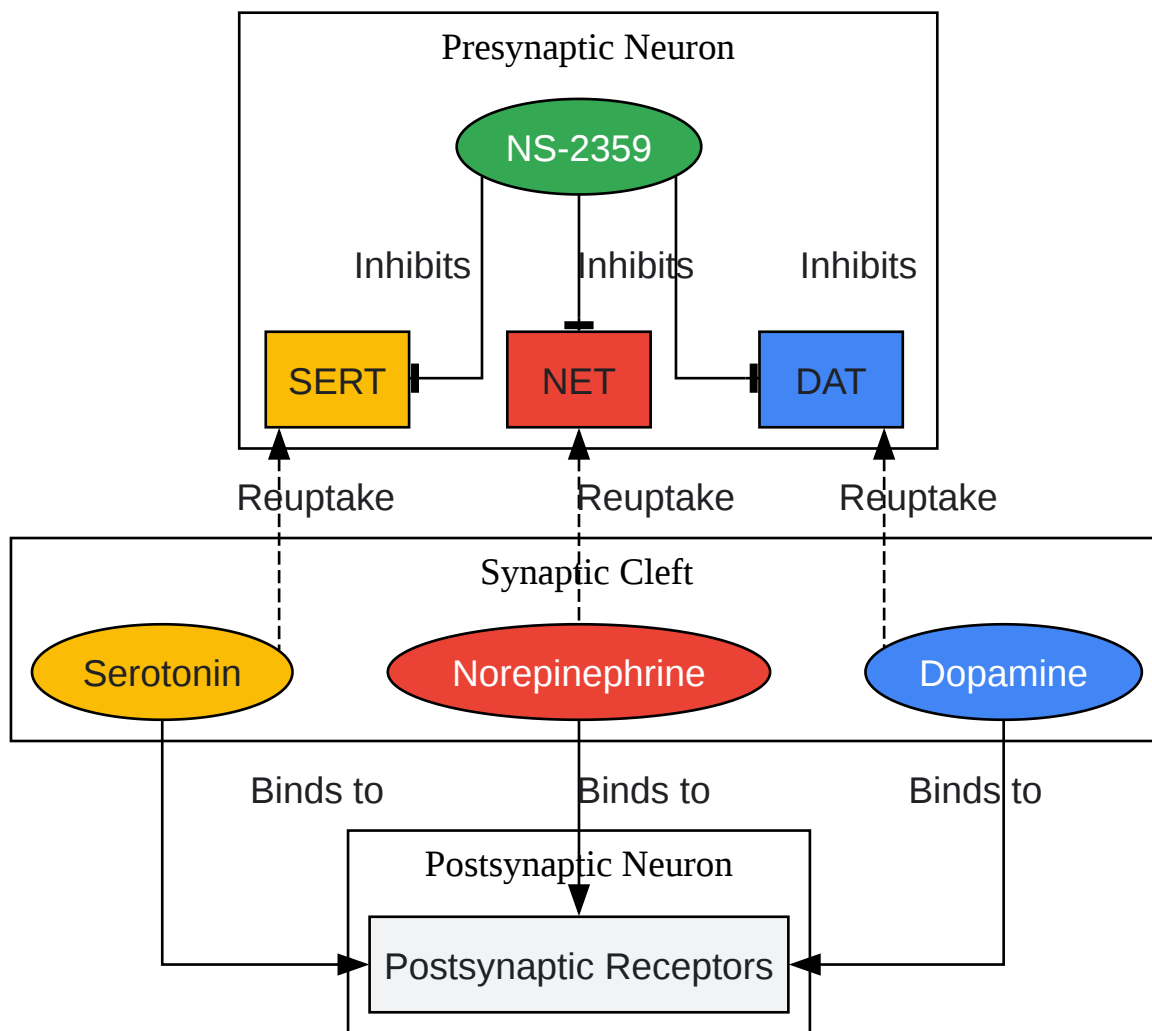 Presynaptic Neuron
NS-2359
Inhibits
Inhibits
Inhibits
SERT
NET
DAT
Reuptake
Reuptake
Reuptake
Synaptic Cleft
Serotonin
Norepinephrine
Dopamine
Binds to
Binds to
Binds to
Postsynaptic Neuron
Postsynaptic Receptors